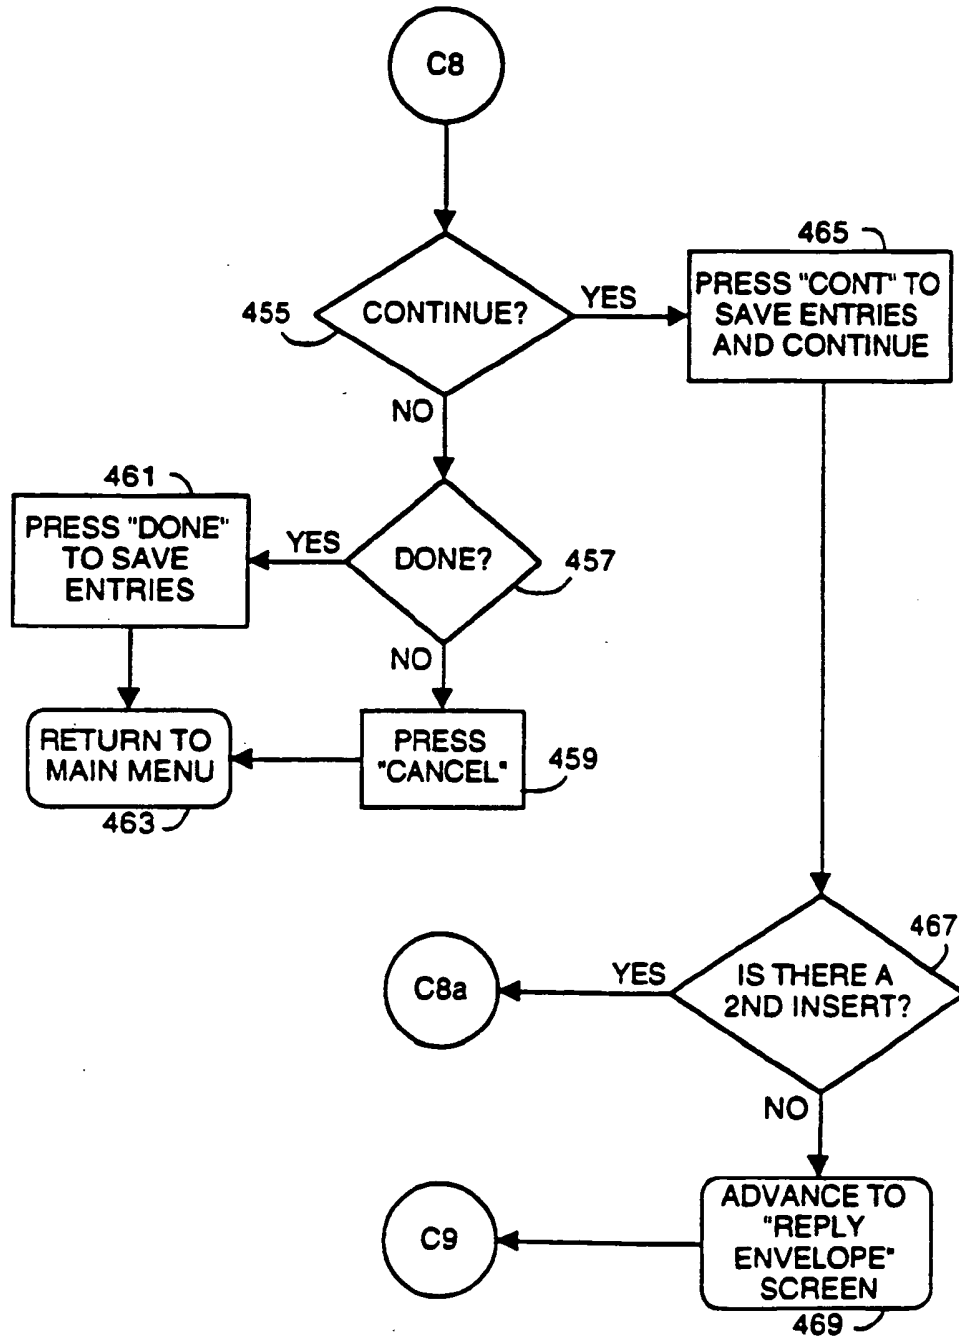 C8
465
PRESS "CONT" TO
SAVE ENTRIES
AND CONTINUE
YES
CONTINUE?
455
NO
461
PRESS "DONE"
TO SAVE
ENTRIES
YES
DONE?
457
NO
RETURN TO
MAIN MENU
463
PRESS
"CANCEL"
459
467
IS THERE A
2ND INSERT?
YES
C8a
NO
ADVANCE TO
"REPLY
ENVELOPE"
SCREEN
469
C9